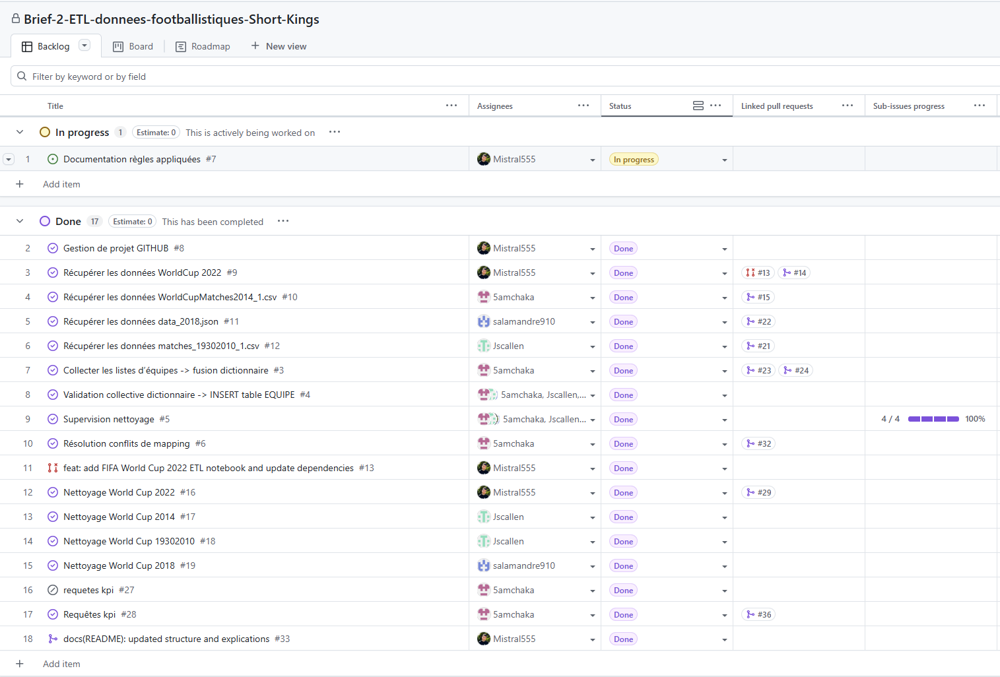 Brief-2-ETL-donnees-footballistiques-Short-Kings
Backlog Board Roadmap New view
Filter by keyword or by field
Title Assignees Status Linked pull requests Sub-issues progress
In progress 1 Estimate: 0 This is actively being worked on
1 Documentation règles appliquées #7 Mistral555 In progress
Add item
Done 17 Estimate: 0 This has been completed
2 Gestion de projet GITHUB #8 Mistral555 Done
3 Récupérer les données WorldCup 2022 #9 Mistral555 Done #13 #14
4 Récupérer les données WorldCupMatches2014_1.csv #10 5amchaka Done #15
5 Récupérer les données data_2018.json #11 salamandre910 Done #22
6 Récupérer les données matches_19302010_1.csv #12 Jscallen Done #21
7 Collecter les listes d’équipes -> fusion dictionnaire #3 5amchaka Done #23 #24
8 Validation collective dictionnaire -> INSERT table EQUIPE #4 5amchaka, Jscallen,... Done
9 Supervision nettoyage #5 5amchaka, Jscallen... Done 4 / 4 100%
10 Résolution conflits de mapping #6 5amchaka Done #32
11 feat: add FIFA World Cup 2022 ETL notebook and update dependencies #13 Mistral555 Done
12 Nettoyage World Cup 2022 #16 Mistral555 Done #29
13 Nettoyage World Cup 2014 #17 Jscallen Done
14 Nettoyage World Cup 19302010 #18 Jscallen Done
15 Nettoyage World Cup 2018 #19 salamandre910 Done
16 requetes kpi #27 5amchaka Done
17 Requêtes kpi #28 5amchaka Done #36
18 docs(README): updated structure and explications #33 Mistral555 Done
Add item